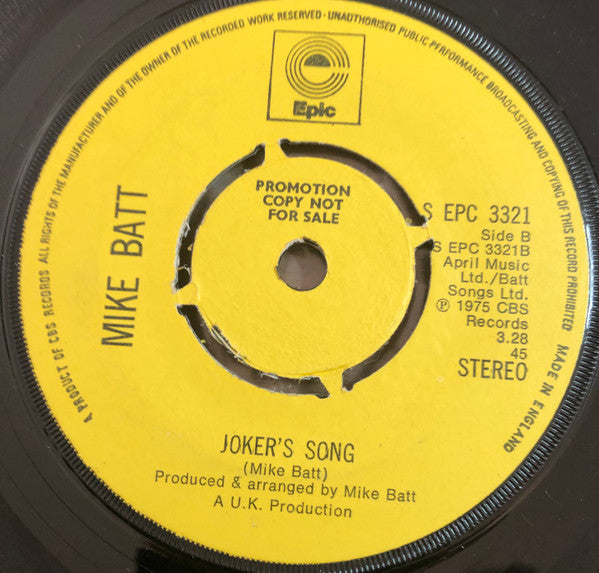 & OF THE OWNER OF THE RECORDED WORK RESERVED · UNAUTHORISED PUBLIC PERFORMANCE BROADCASTING AND COPYING OF THIS RECORD PROHIBITED MADE IN ENGLAND
A PRODUCT OF CBS RECORDS ALL RIGHTS OF THE MANUFACTURER AND
Epic
PROMOTION
COPY NOT
FOR SALE
MIKE BATT
S EPC 3321
Side B
S EPC 3321B
April Music
Ltd./Batt
Songs Ltd.
℗ 1975 CBS
Records
3.28
45
STEREO
JOKER'S SONG
(Mike Batt)
Produced & arranged by Mike Batt
A U.K. Production